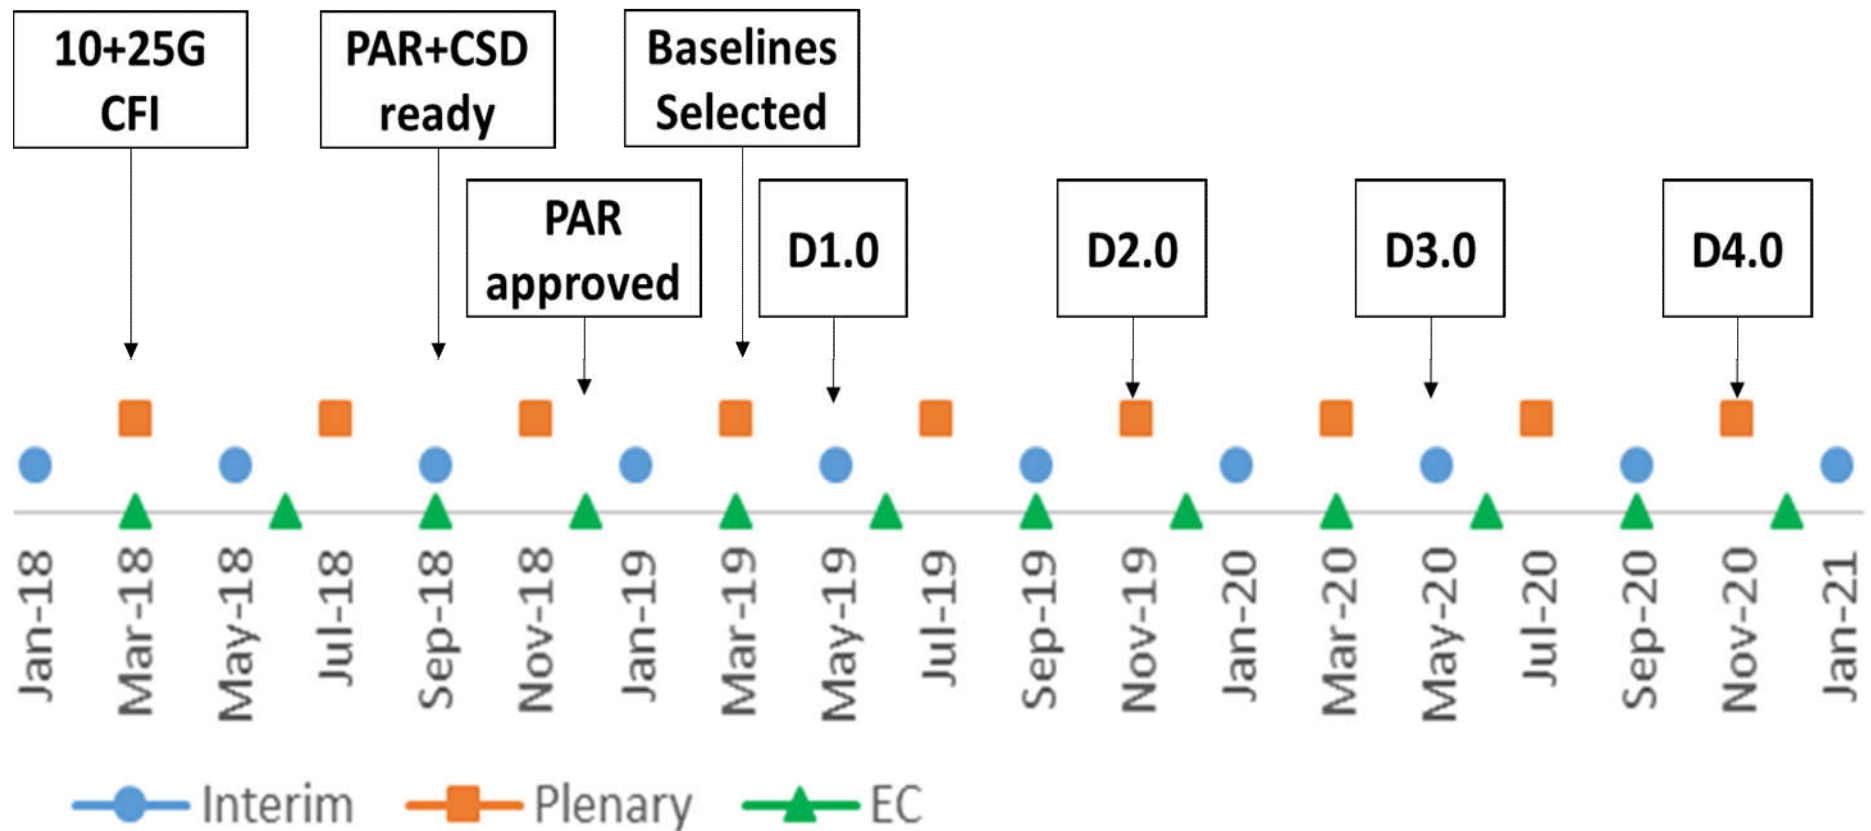 10+25G
CFI
PAR+CSD
ready
Baselines
Selected
PAR
approved
D1.0
D2.0
D3.0
D4.0
Jan-18
Mar-18
May-18
Jul-18
Sep-18
Nov-18
Jan-19
Mar-19
May-19
Jul-19
Sep-19
Nov-19
Jan-20
Mar-20
May-20
Jul-20
Sep-20
Nov-20
Jan-21
Interim
Plenary
EC